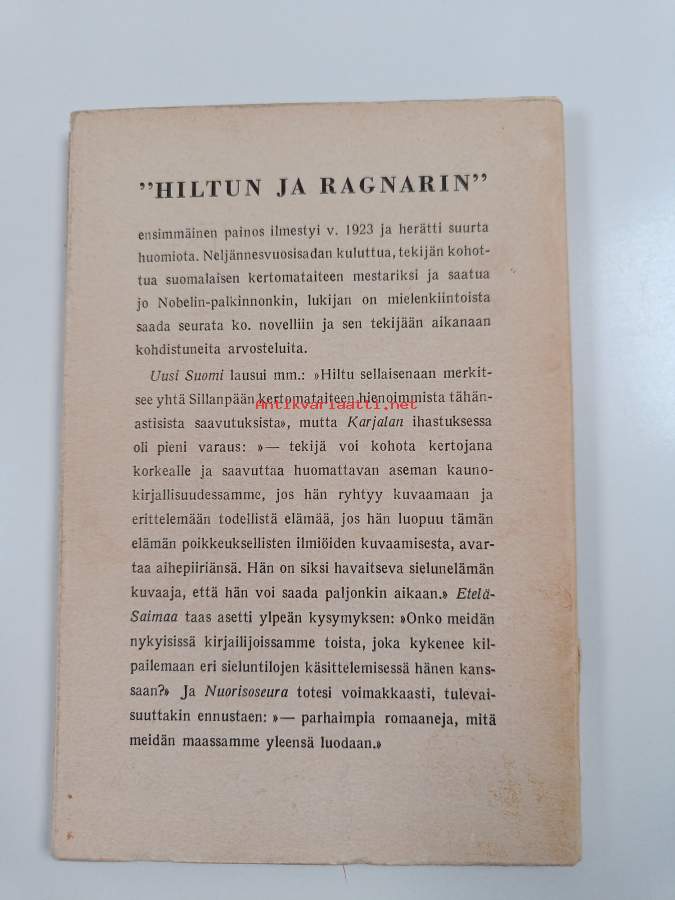 "HILTUN JA RAGNARIN"
ensimmäinen painos ilmestyi v. 1923 ja herätti suurta
huomiota. Neljännesvuosisadan kuluttua, tekijän kohot-
tua suomalaisen kertomataiteen mestariksi ja saatua
jo Nobelin-palkinnonkin, lukijan on mielenkiintoista
saada seurata ko. novelliin ja sen tekijään aikanaan
kohdistuneita arvosteluita.
Uusi Suomi lausui mm.: »Hiltu sellaisenaan merkit-
see yhtä Sillanpään kertomataiteen hienoimmista tähän-
Antikvariaatti.net
astisista saavutuksista», mutta Karjalan ihastuksessa
oli pieni varaus: »— tekijä voi kohota kertojana
korkealle ja saavuttaa huomattavan aseman kauno-
kirjallisuudessamme, jos hän ryhtyy kuvaamaan ja
erittelemään todellistä elämää, jos hän luopuu tämän
elämän poikkeuksellisten ilmiöiden kuvaamisesta, avar-
taa aihepiiriänsä. Hän on siksi havaitseva sielunelämän
kuvaaja, että hän voi saada paljonkin aikaan.» Etelä-
Saimaa taas asetti ylpeän kysymyksen: »Onko meidän
nykyisissä kirjailijoissamme toista, joka kykenee kil-
pailemaan eri sieluntilojen käsittelemisessä hänen kans-
saan?» Ja Nuorisoseura totesi voimakkaasti, tulevai-
suuttakin ennustaen: »— parhaimpia romaaneja, mitä
meidän maassamme yleensä luodaan.»